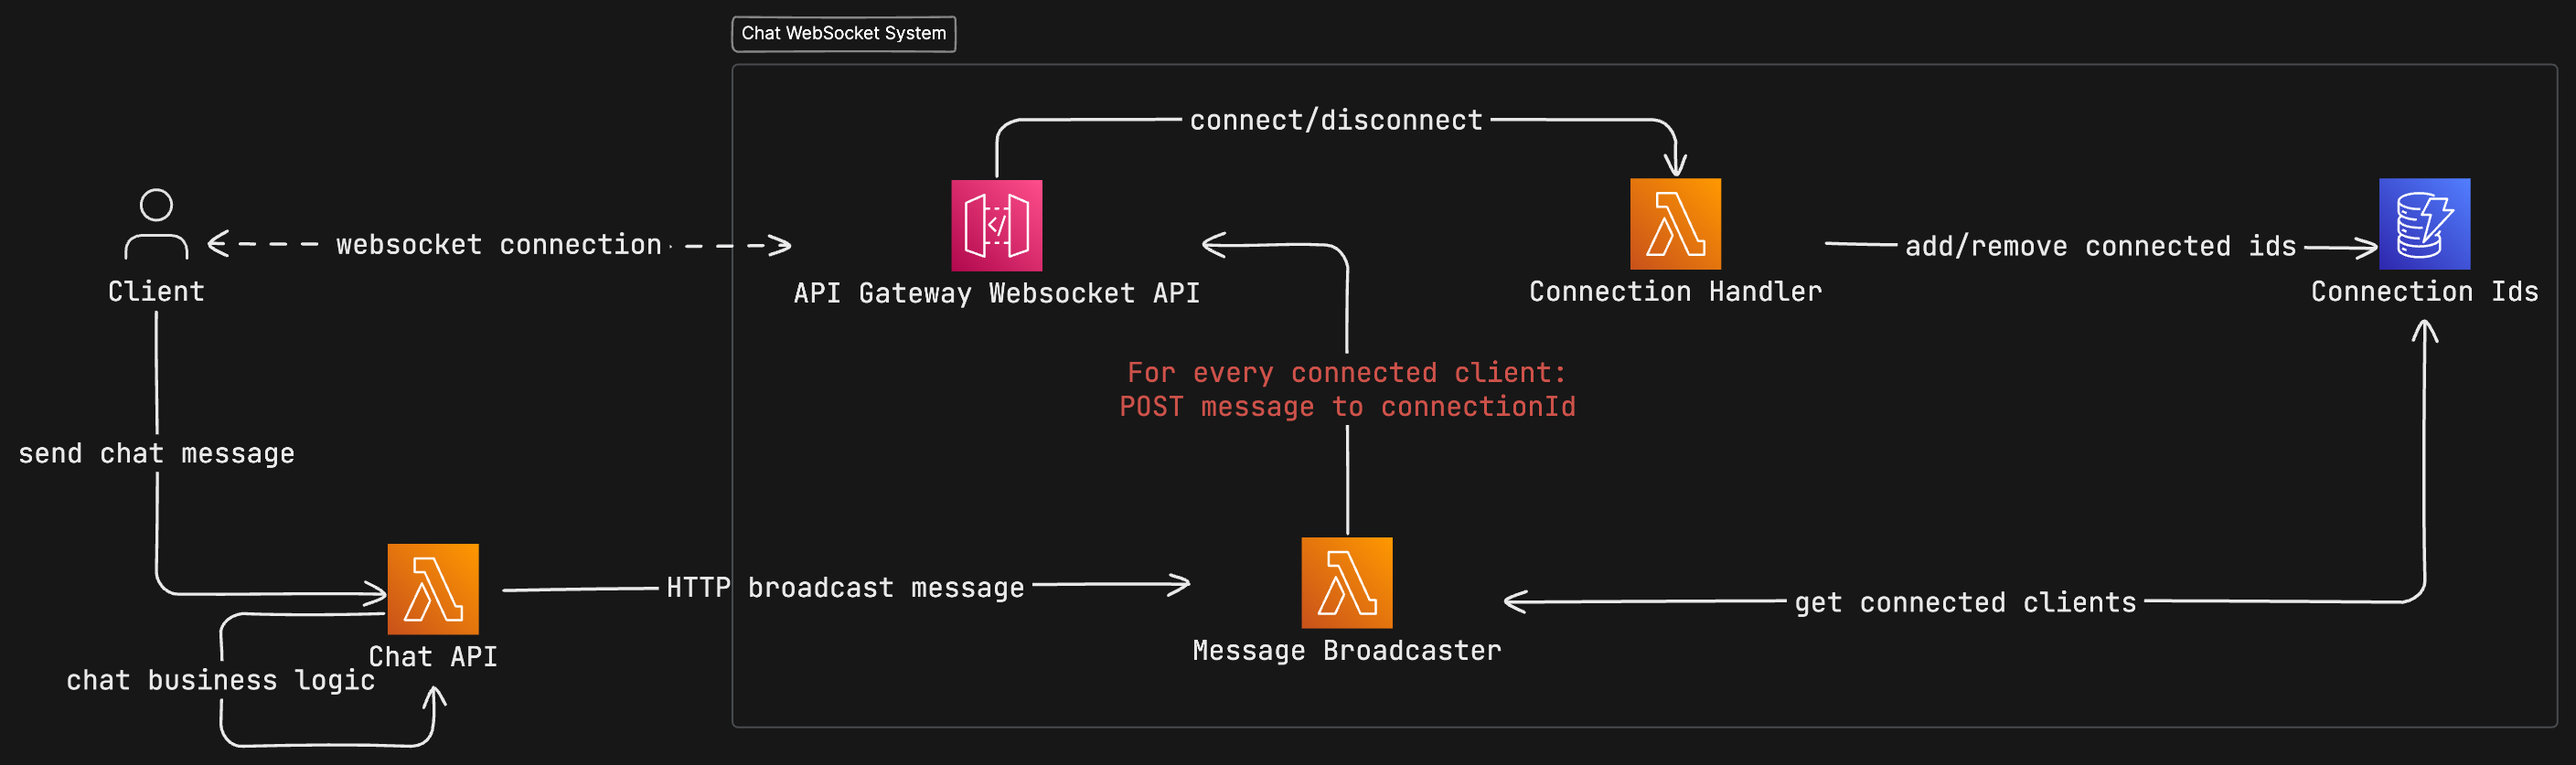 Chat WebSocket System
connect/disconnect
websocket connection
add/remove connected ids
Client
API Gateway Websocket API
Connection Handler
Connection Ids
For every connected client:
POST message to connectionId
send chat message
HTTP broadcast message
get connected clients
Chat API
Message Broadcaster
chat business logic